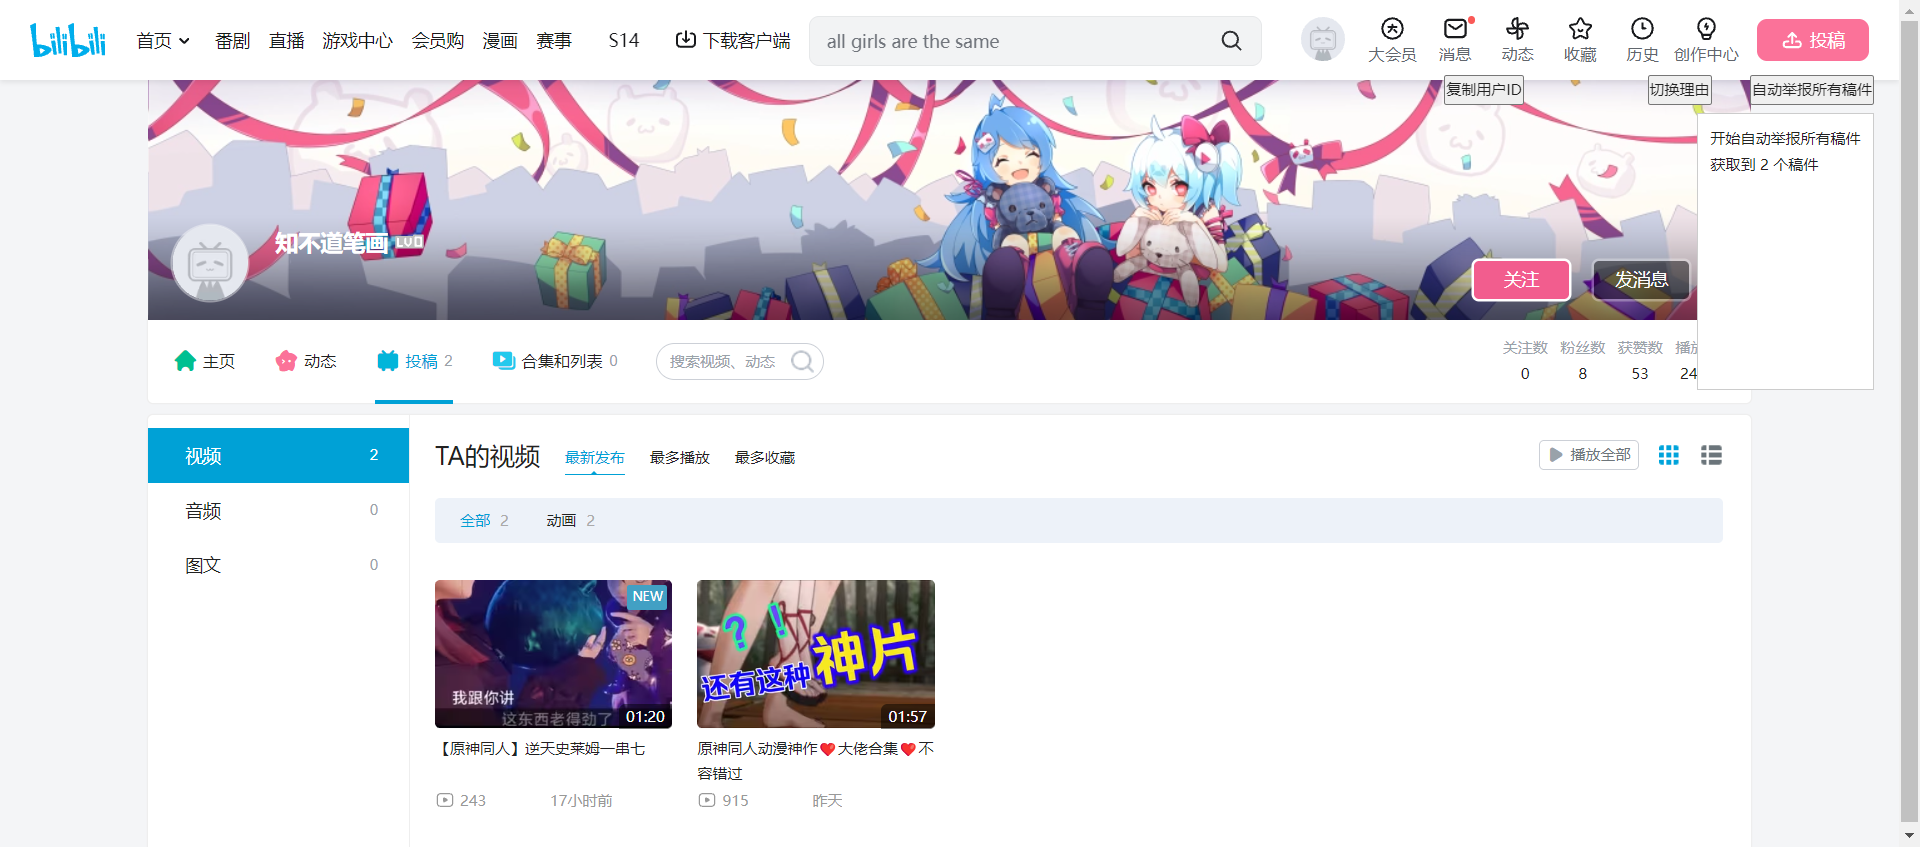 bilibili
首页
番剧
直播
游戏中心
会员购
漫画
赛事
S14
下载客户端
all girls are the same
大会员
消息
动态
收藏
历史
创作中心
投稿
复制用户ID
切换理由
自动举报所有稿件
开始自动举报所有稿件
获取到 2 个稿件
知不道笔画 LV0
关注
发消息
主页
动态
投稿 2
合集和列表 0
搜索视频、动态
关注数 粉丝数 获赞数 播放
0 8 53 24
视频 2
音频 0
图文 0
TA的视频
最新发布
最多播放
最多收藏
播放全部
全部 2
动画 2
NEW
我跟你讲
这东西老得劲了
01:20
【原神同人】逆天史莱姆一串七
243
17小时前
？！
还有这种神片
01:57
原神同人动漫神作❤️大佬合集❤️不
容错过
915
昨天